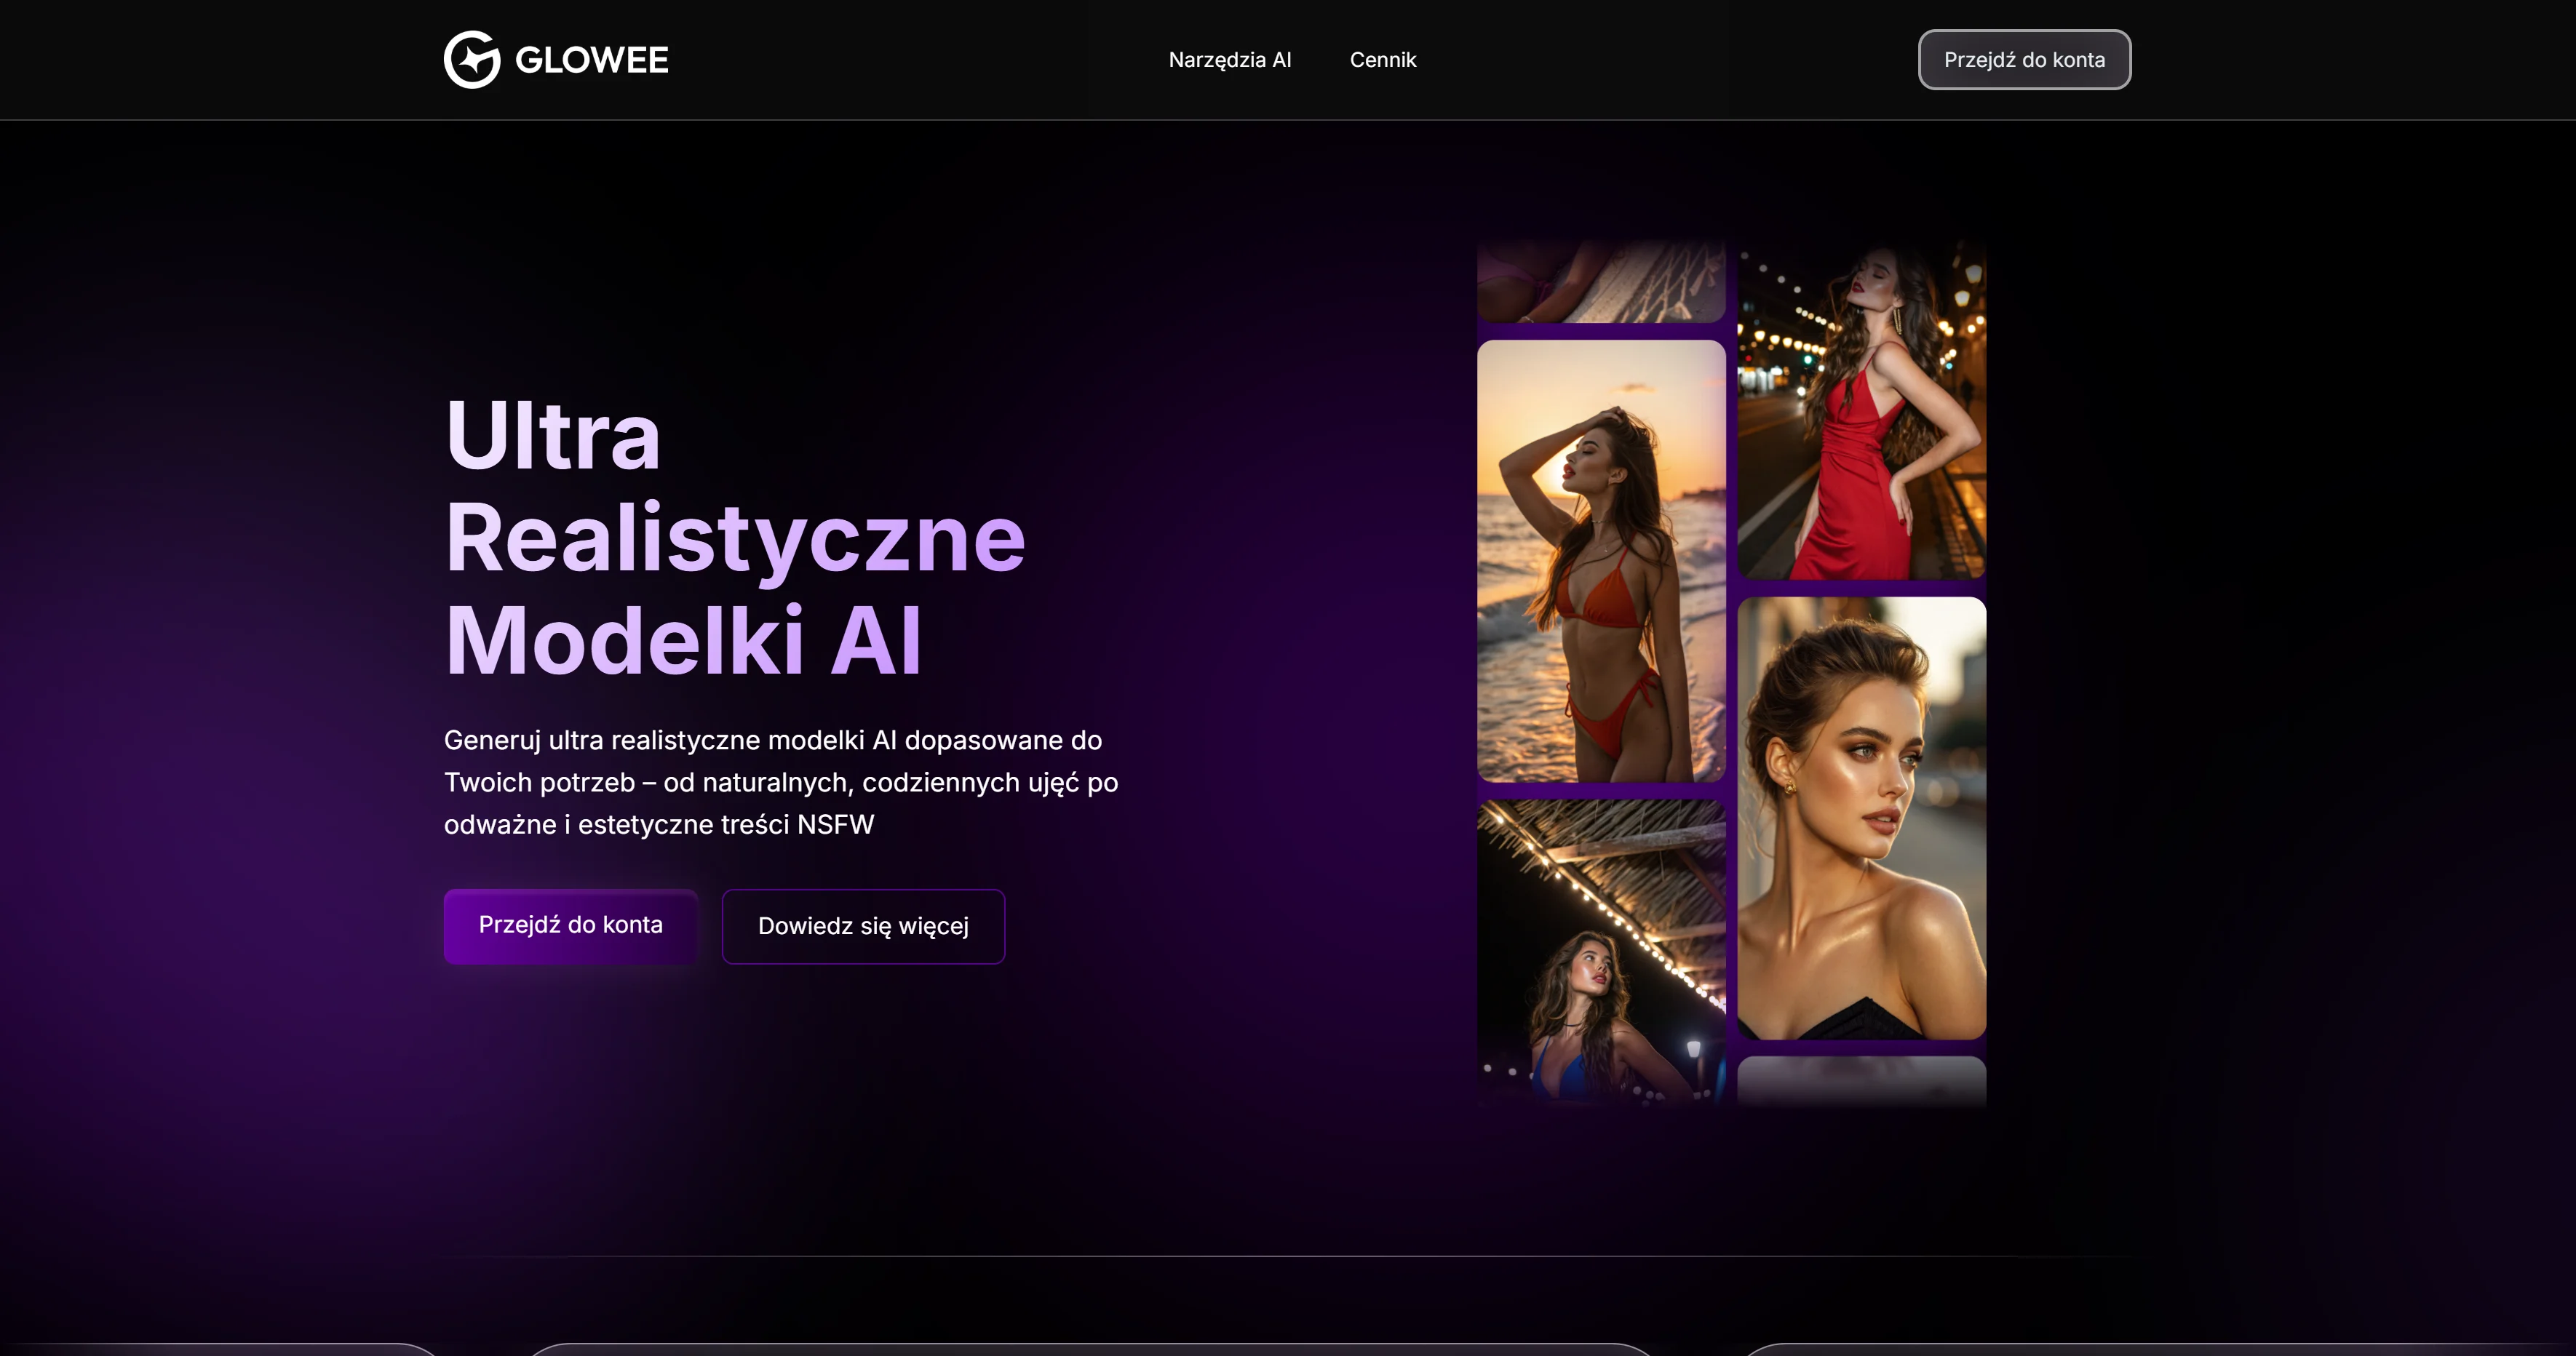 GLOWEE
Narzędzia AI
Cennik
Przejdź do konta
Ultra
Realistyczne
Modelki AI
Generuj ultra realistyczne modelki AI dopasowane do
Twoich potrzeb – od naturalnych, codziennych ujęć po
odważne i estetyczne treści NSFW
Przejdź do konta
Dowiedz się więcej